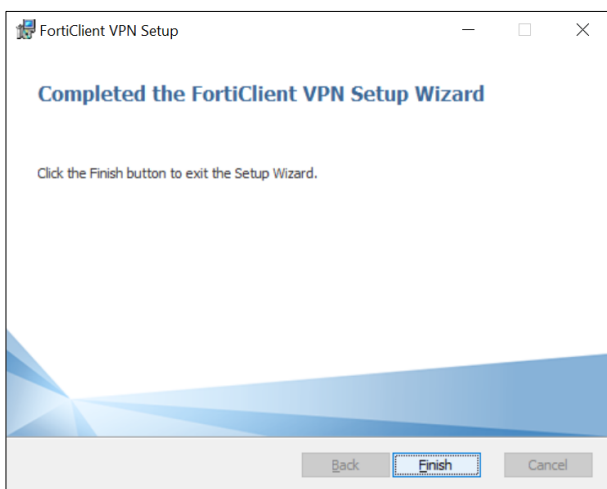 FortiClient VPN Setup
Completed the FortiClient VPN Setup Wizard
Click the Finish button to exit the Setup Wizard.
Back Finish Cancel